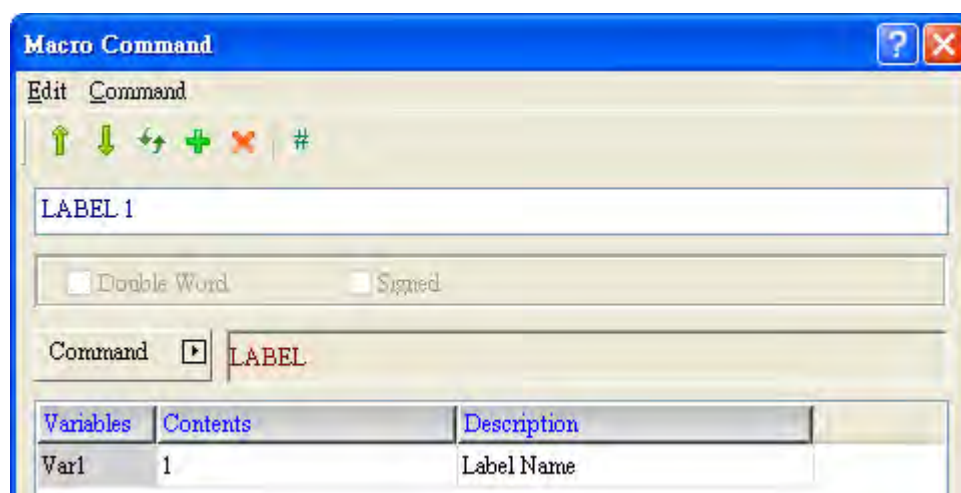 Macro Command
Edit Command
#
LABEL 1
Double Word Signed
Command LABEL
Variables Contents Description
Var1 1 Label Name